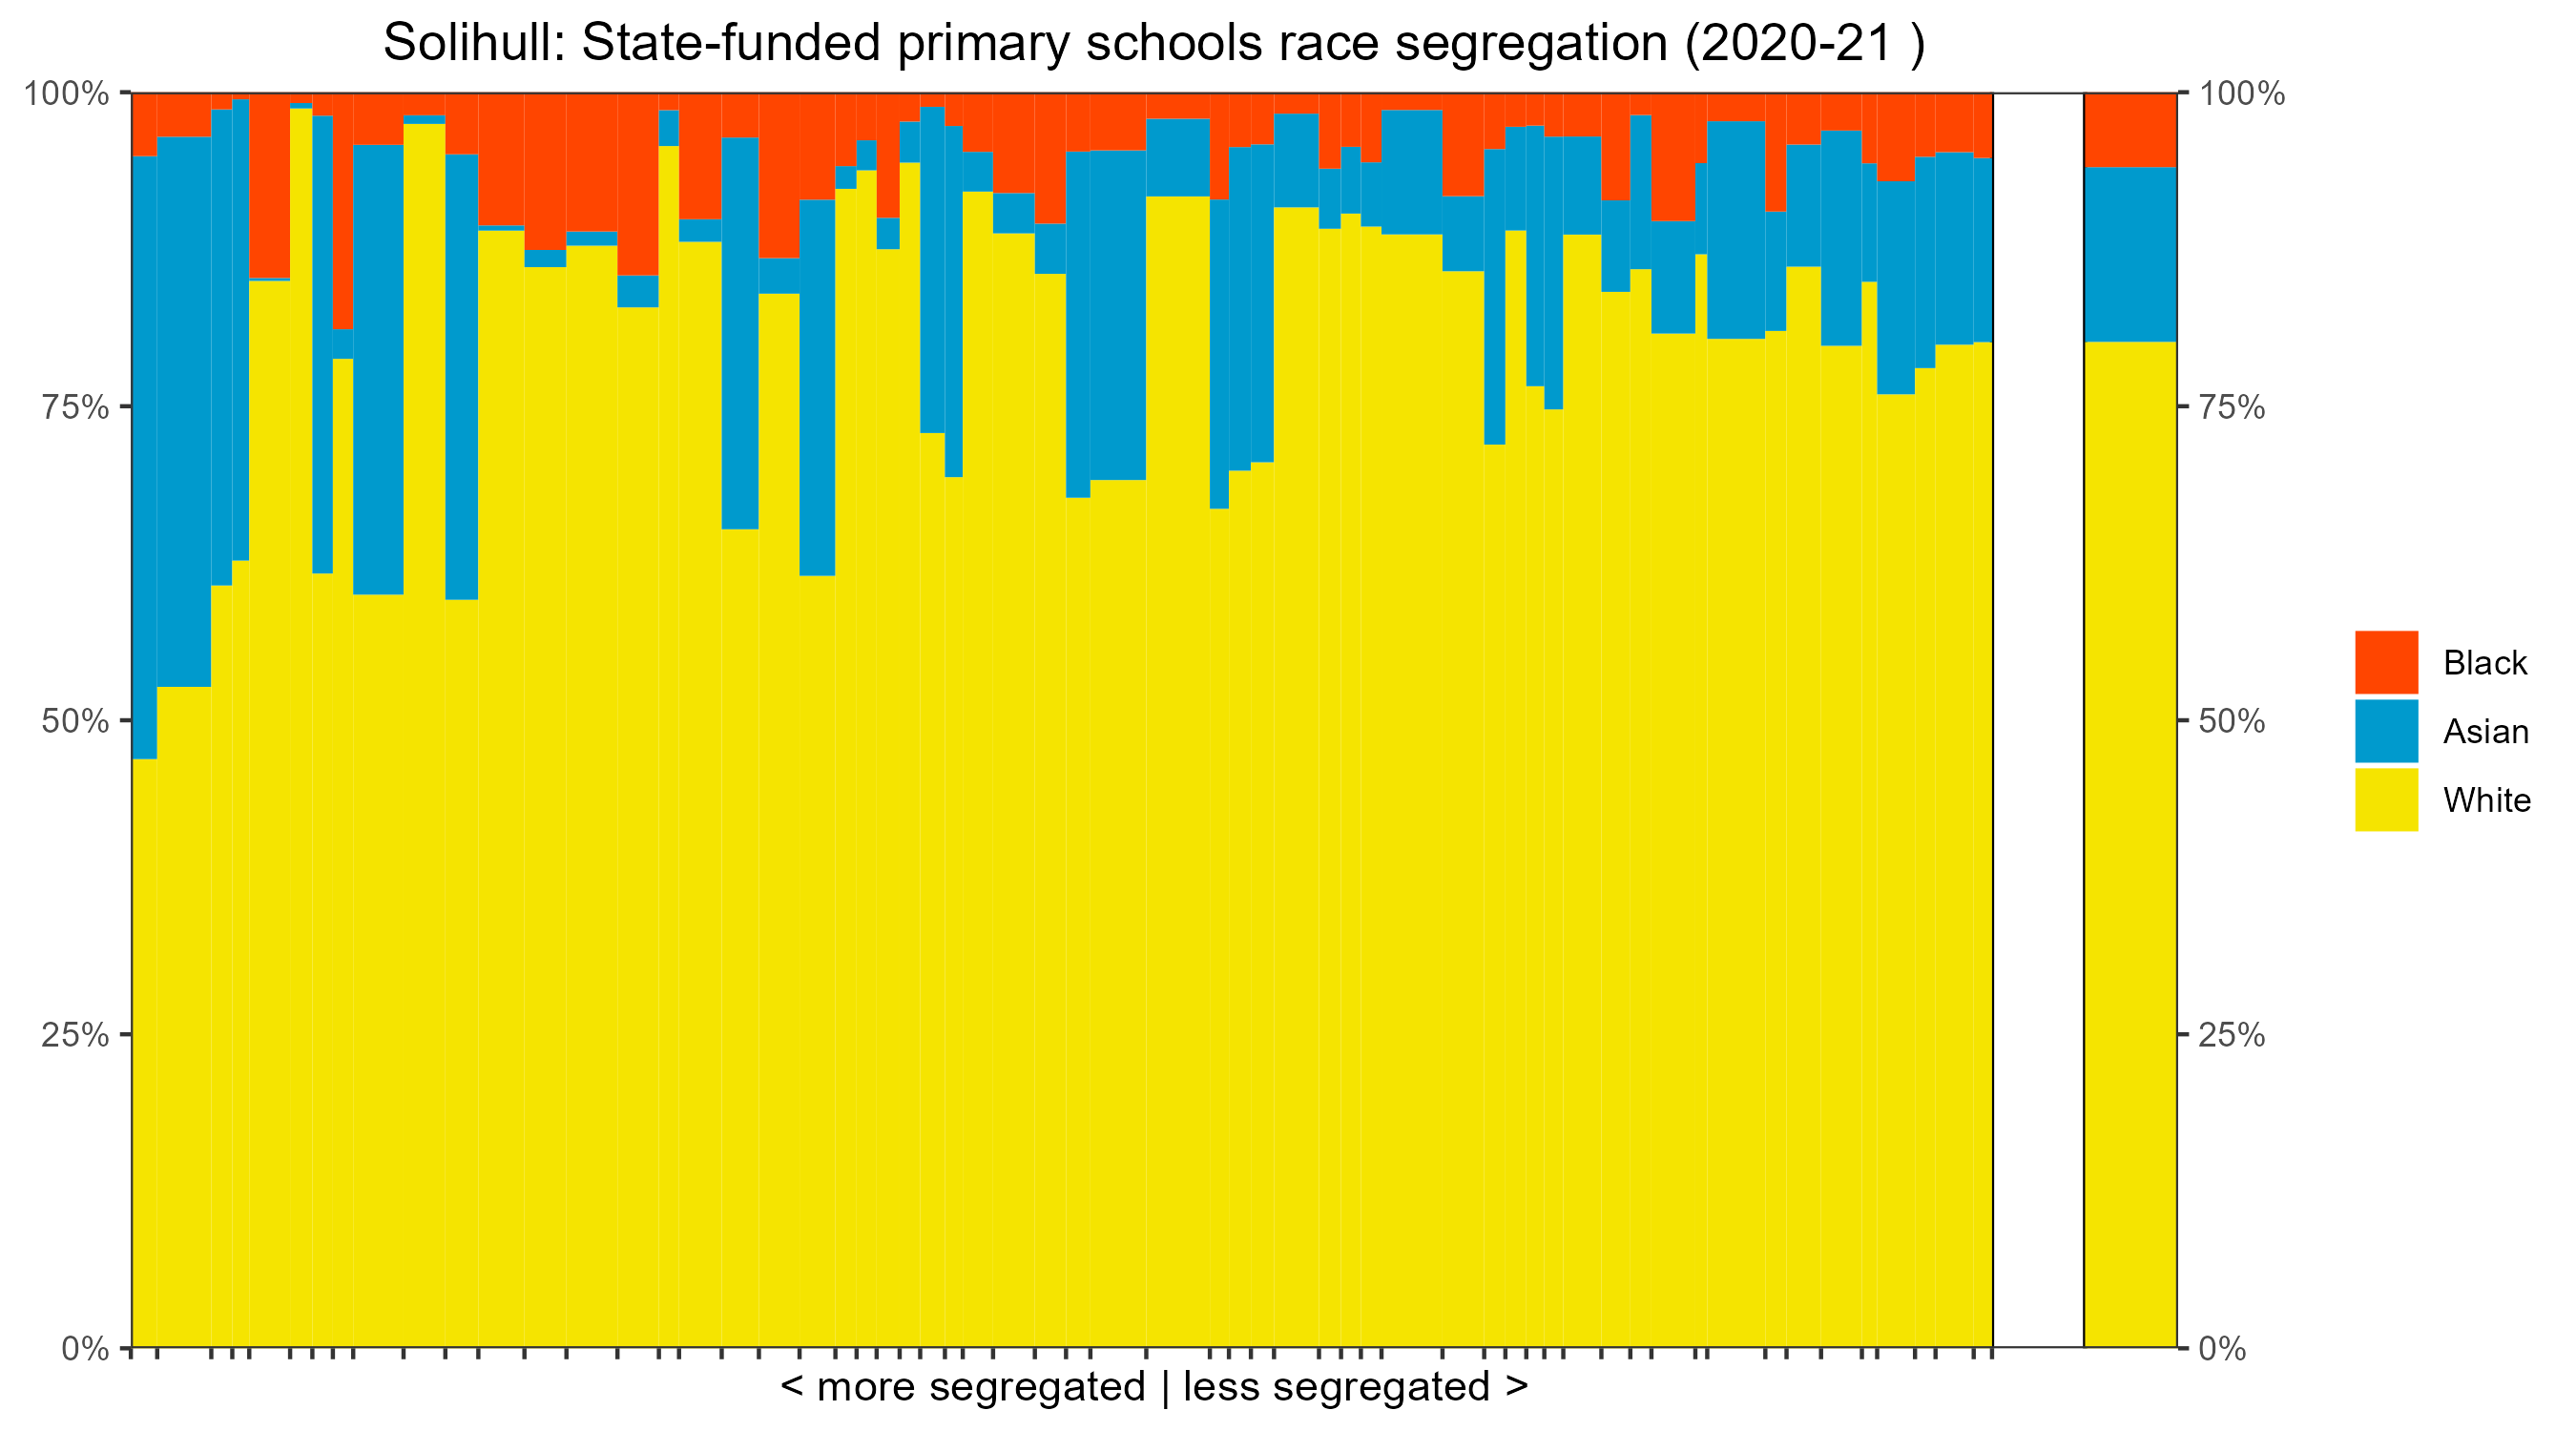 Solihull: State-funded primary schools race segregation (2020-21 )
100%
75%
50%
25%
0%
100%
75%
50%
25%
0%
Black
Asian
White
< more segregated | less segregated >